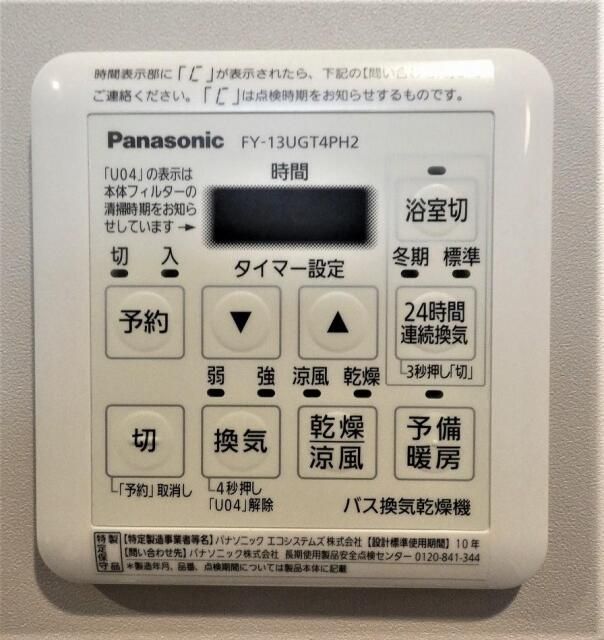 時間表示部に「ㄈ」が表示されたら、下記の【問い合
ご連絡ください。「ㄈ」は点検時期をお知らせするものです。
Panasonic FY-13UGT4PH2
「U04」の表示は
本体フィルターの
清掃時期をお知ら
せしています→
時間
浴室切
切 入
タイマー設定
冬期 標準
予約
▼
▲
24時間
連続換気
3秒押し「切」
弱 強 涼風 乾燥
切
換気
乾燥
涼風
予備
暖房
「予約」取消し
4秒押し
「U04」解除
バス換気乾燥機
特定保守製品
【特定製造事業者等名】パナソニック エコシステムズ株式会社【設計標準使用期間】10年
【問い合わせ先】パナソニック株式会社 長期使用製品安全点検センター 0120-841-344
*製造年月、品番、点検期間については製品本体に記載